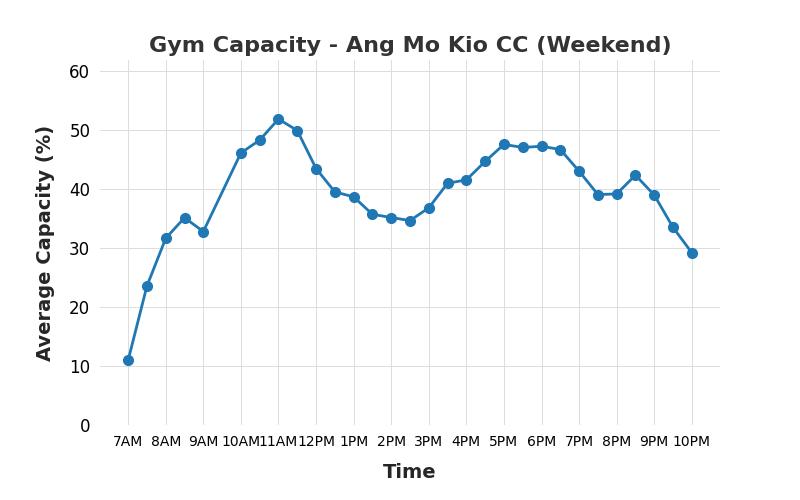 Gym Capacity - Ang Mo Kio CC (Weekend)
Average Capacity (%)
60
50
40
30
20
10
0
7AM 8AM 9AM 10AM 11AM 12PM 1PM 2PM 3PM 4PM 5PM 6PM 7PM 8PM 9PM 10PM
Time